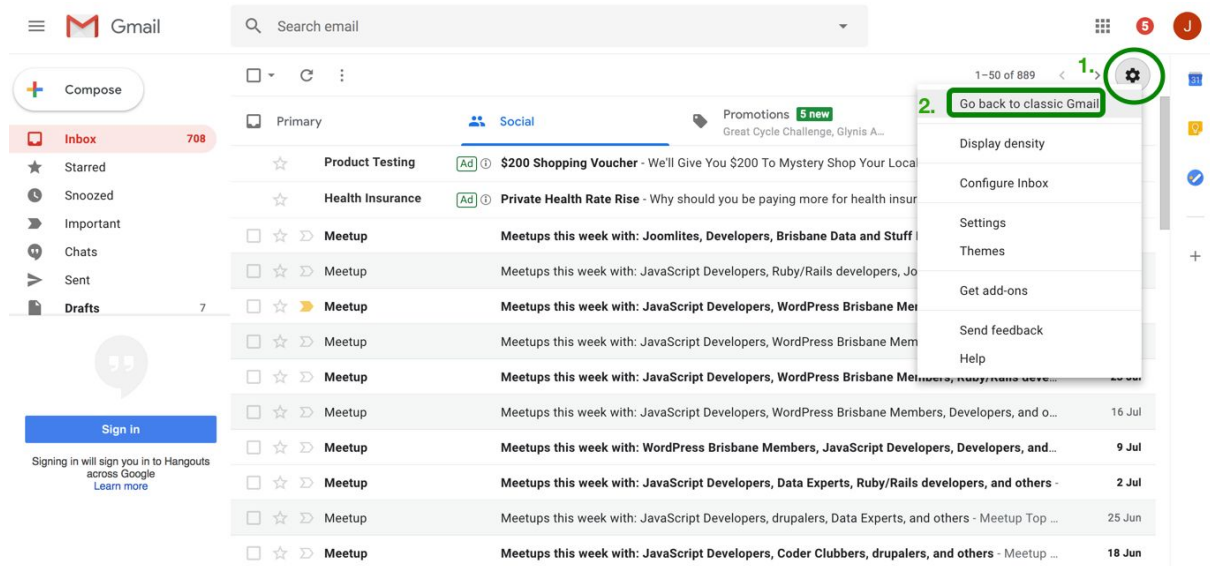 Gmail
Search email
5
J
Compose
1–50 of 889
1.
31
2.
Go back to classic Gmail
Display density
Configure Inbox
Settings
Themes
Get add-ons
Send feedback
Help
Inbox 708
Starred
Snoozed
Important
Chats
Sent
Drafts 7
Sign in
Signing in will sign you in to Hangouts
across Google
Learn more
Primary
Social
Promotions 5 new
Great Cycle Challenge, Glynis A...
Product Testing Ad $200 Shopping Voucher - We'll Give You $200 To Mystery Shop Your Local
Health Insurance Ad Private Health Rate Rise - Why should you be paying more for health insur
Meetup Meetups this week with: Joomlites, Developers, Brisbane Data and Stuff
Meetup Meetups this week with: JavaScript Developers, Ruby/Rails developers, Jo
Meetup Meetups this week with: JavaScript Developers, WordPress Brisbane Mem
Meetup Meetups this week with: JavaScript Developers, WordPress Brisbane Mem
Meetup Meetups this week with: JavaScript Developers, WordPress Brisbane Members, Ruby/Rails deve...
Meetup Meetups this week with: JavaScript Developers, WordPress Brisbane Members, Developers, and o... 16 Jul
Meetup Meetups this week with: WordPress Brisbane Members, JavaScript Developers, Developers, and... 9 Jul
Meetup Meetups this week with: JavaScript Developers, Data Experts, Ruby/Rails developers, and others - 2 Jul
Meetup Meetups this week with: JavaScript Developers, drupalers, Data Experts, and others - Meetup Top ... 25 Jun
Meetup Meetups this week with: JavaScript Developers, Coder Clubbers, drupalers, and others - Meetup ... 18 Jun